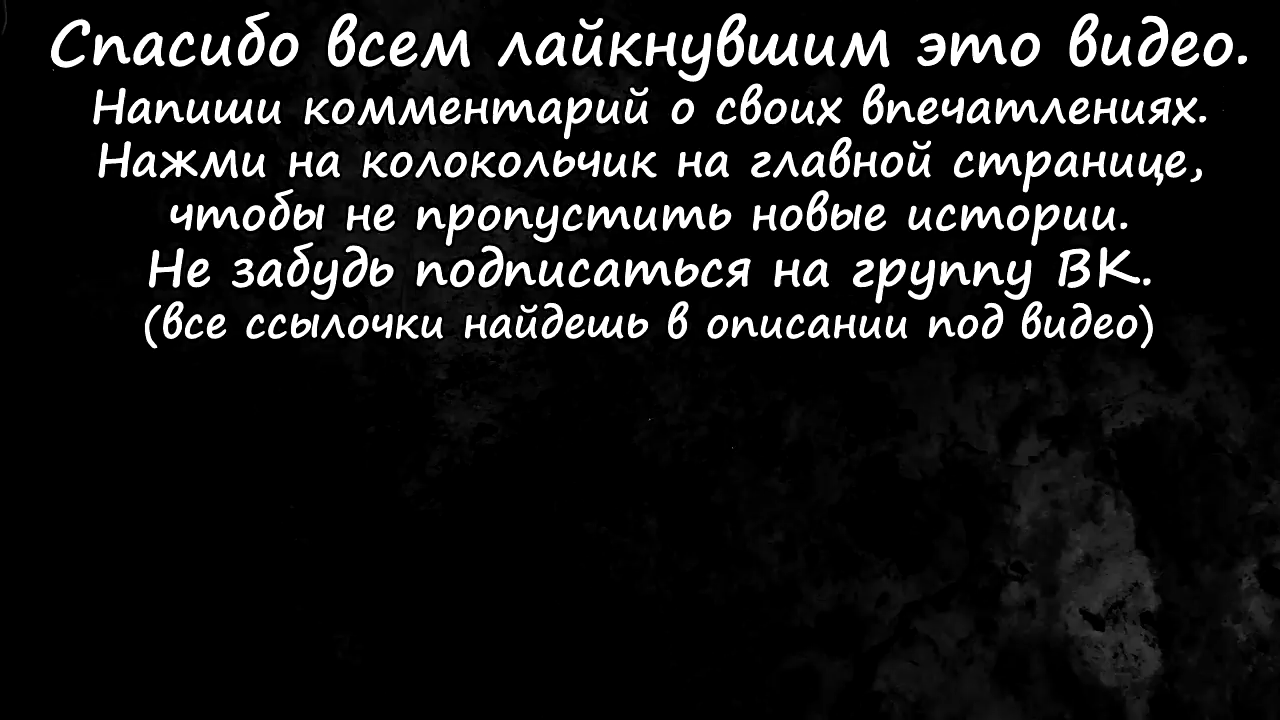 Спасибо всем лайкнувшим это видео.
Напиши комментарий о своих впечатлениях.
Нажми на колокольчик на главной странице,
чтобы не пропустить новые истории.
Не забудь подписаться на группу ВК.
(все ссылочки найдешь в описании под видео)